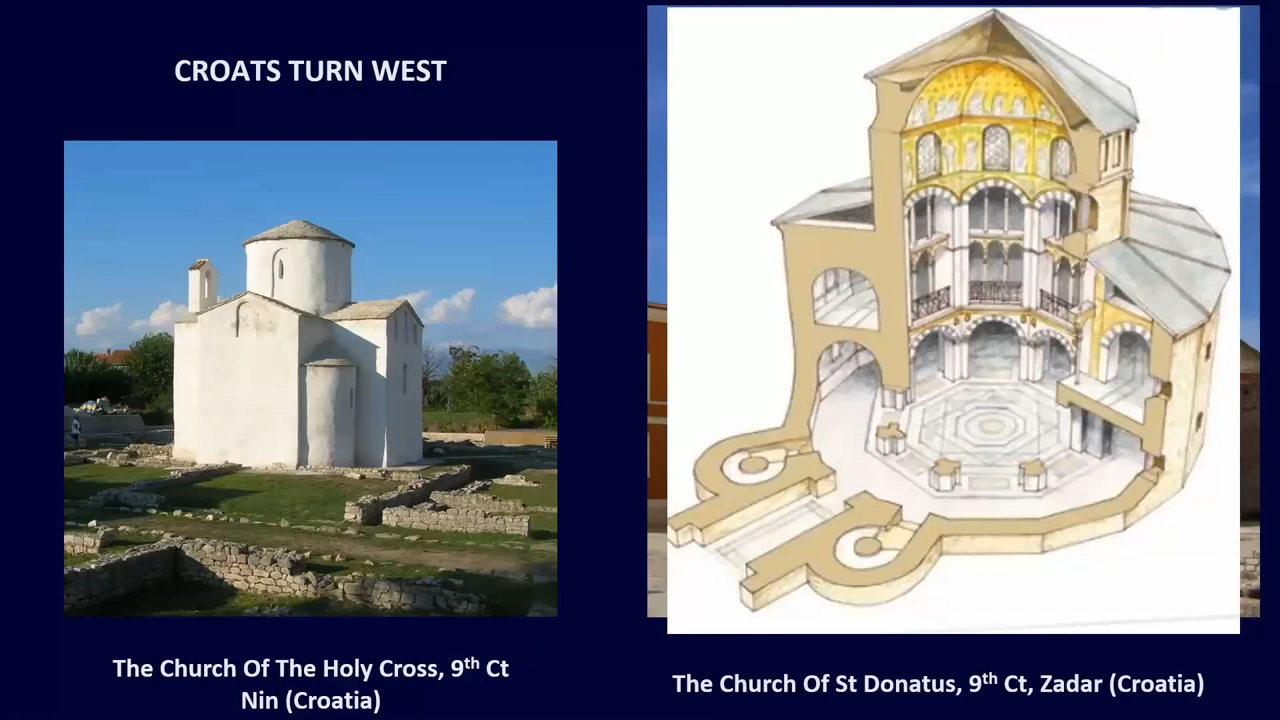 CROATS TURN WEST
The Church Of The Holy Cross, 9th Ct
Nin (Croatia)
The Church Of St Donatus, 9th Ct, Zadar (Croatia)